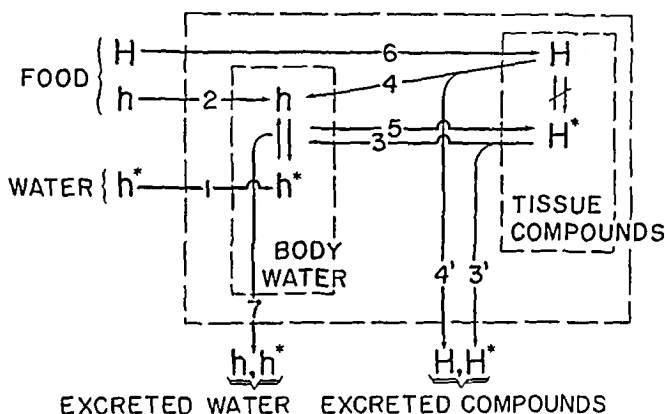 H 6 H
FOOD
4
h 2 h
5 H*
3
WATER h* 1 h*
TISSUE
COMPOUNDS
BODY
WATER
4' 3'
7
h,h* H,H*
EXCRETED WATER EXCRETED COMPOUNDS